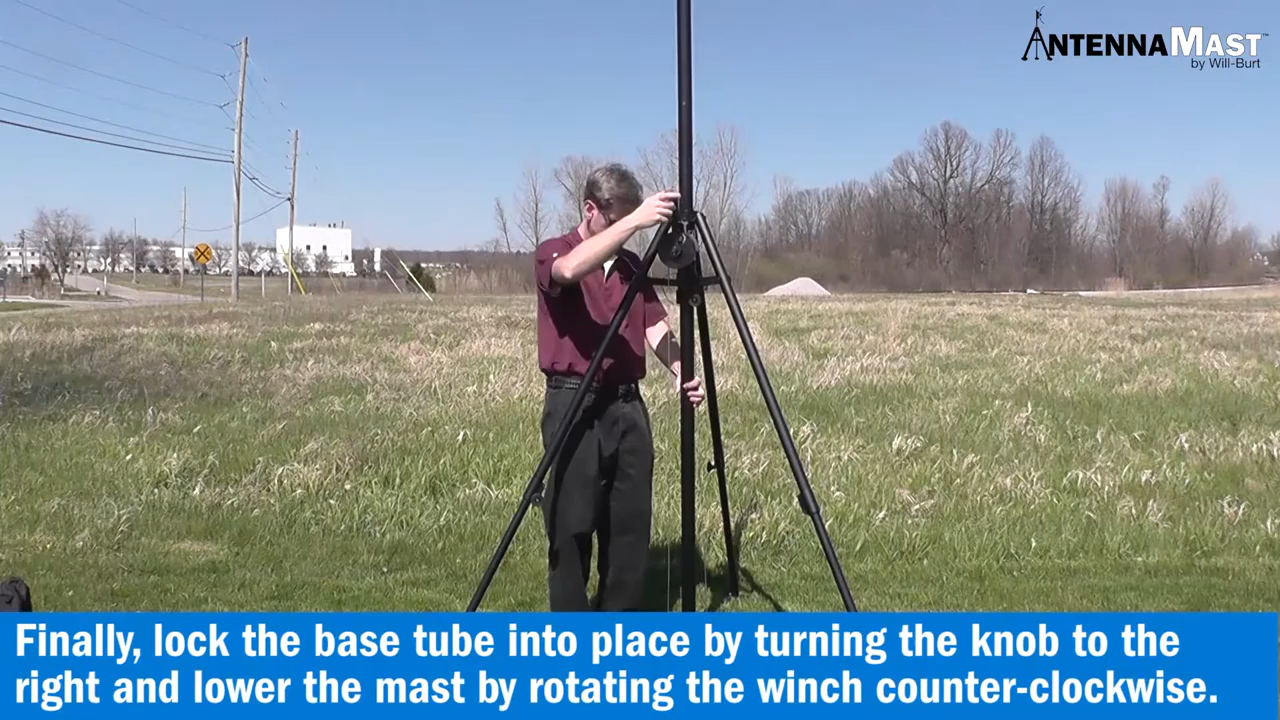 ANTENNAMAST™
by Will-Burt
Finally, lock the base tube into place by turning the knob to the
right and lower the mast by rotating the winch counter-clockwise.